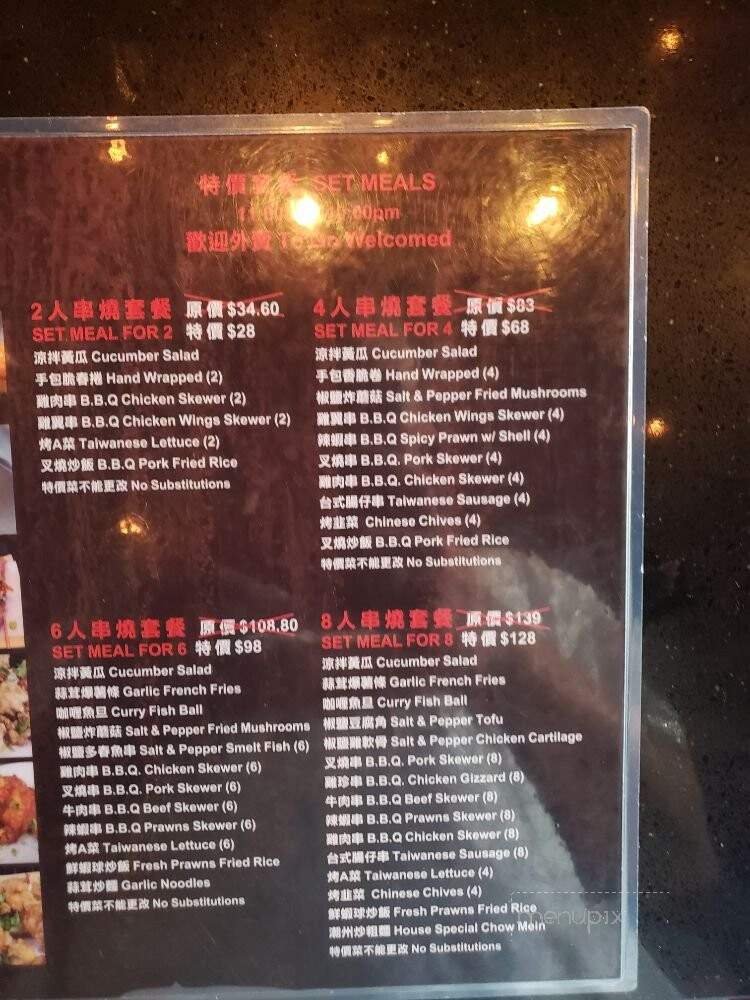 特價 SET MEALS
00pm
歡迎外賣 To Go Welcomed
2人串燒套餐 原價 $34.60
SET MEAL FOR 2 特價 $28
涼拌黃瓜 Cucumber Salad
手包脆春捲 Hand Wrapped (2)
雞肉串 B.B.Q Chicken Skewer (2)
雞翼串 B.B.Q Chicken Wings Skewer (2)
烤A菜 Taiwanese Lettuce (2)
叉燒炒飯 B.B.Q Pork Fried Rice
特價菜不能更改 No Substitutions
4人串燒套餐 原價 $83
SET MEAL FOR 4 特價 $68
涼拌黃瓜 Cucumber Salad
手包香脆卷 Hand Wrapped (4)
椒鹽炸蘑菇 Salt & Pepper Fried Mushrooms
雞翼串 B.B.Q Chicken Wings Skewer (4)
辣蝦串 B.B.Q Spicy Prawn w/ Shell (4)
叉燒串 B.B.Q. Pork Skewer (4)
雞肉串 B.B.Q. Chicken Skewer (4)
台式腸仔串 Taiwanese Sausage (4)
烤韭菜 Chinese Chives (4)
叉燒炒飯 B.B.Q Pork Fried Rice
特價菜不能更改 No Substitutions
6人串燒套餐 原價 $108.80
SET MEAL FOR 6 特價 $98
涼拌黃瓜 Cucumber Salad
蒜茸爆薯條 Garlic French Fries
咖喱魚旦 Curry Fish Ball
椒鹽炸蘑菇 Salt & Pepper Fried Mushrooms
椒鹽多春魚串 Salt & Pepper Smelt Fish (6)
雞肉串 B.B.Q. Chicken Skewer (6)
叉燒串 B.B.Q. Pork Skewer (6)
牛肉串 B.B.Q Beef Skewer (6)
辣蝦串 B.B.Q Prawns Skewer (6)
烤A菜 Taiwanese Lettuce (6)
鮮蝦球炒飯 Fresh Prawns Fried Rice
蒜茸炒麵 Garlic Noodles
特價菜不能更改 No Substitutions
8人串燒套餐 原價 $139
SET MEAL FOR 8 特價 $128
涼拌黃瓜 Cucumber Salad
蒜茸爆薯條 Garlic French Fries
咖喱魚旦 Curry Fish Ball
椒鹽豆腐角 Salt & Pepper Tofu
椒鹽雞軟骨 Salt & Pepper Chicken Cartilage
叉燒串 B.B.Q. Pork Skewer (8)
雞珍串 B.B.Q. Chicken Gizzard (8)
牛肉串 B.B.Q Beef Skewer (8)
辣蝦串 B.B.Q Prawns Skewer (8)
雞肉串 B.B.Q Chicken Skewer (8)
台式腸仔串 Taiwanese Sausage (8)
烤A菜 Taiwanese Lettuce (4)
烤韭菜 Chinese Chives (4)
鮮蝦球炒飯 Fresh Prawns Fried Rice
潮州炒粗麵 House Special Chow Mein
特價菜不能更改 No Substitutions
menupix